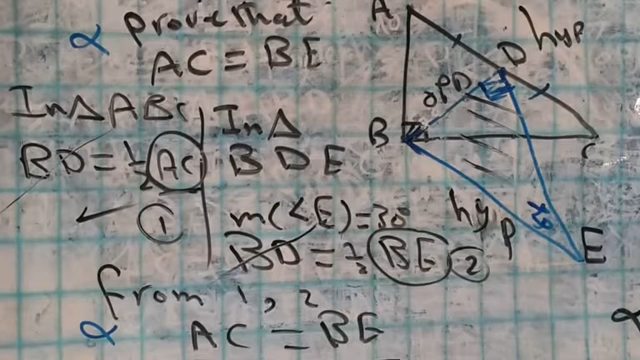 α prove that
AC = BE
In Δ ABC
BD = 1/2 AC
①
In Δ
BDE
m(<E) = 30
BD = 1/2 BE ②
from 1, 2
α AC = BE
A
D
hyp
opp
B
C
hyp
30
E
α